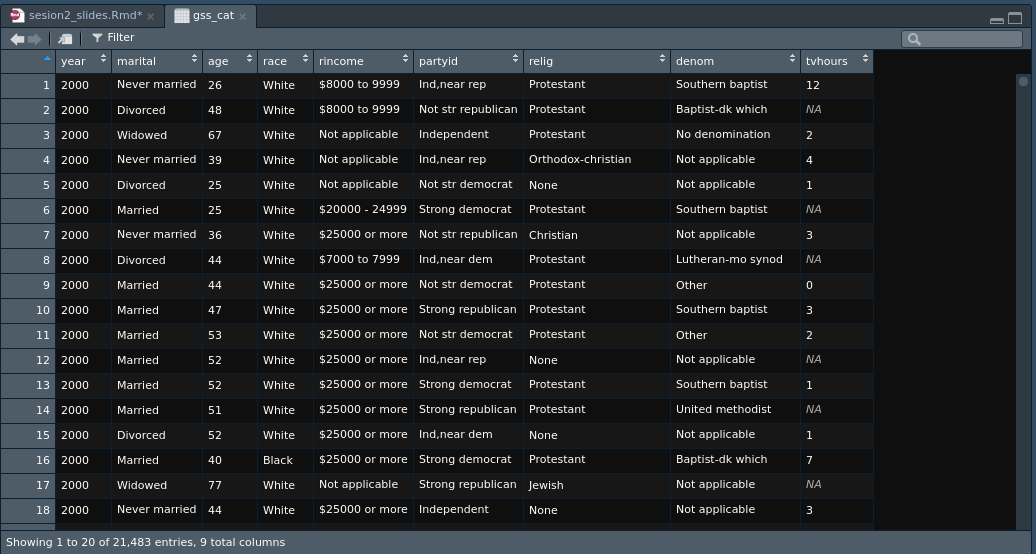 sesion2_slides.Rmd* × gss_cat ×
Filter
year marital age race rincome partyid relig denom tvhours
1 2000 Never married 26 White $8000 to 9999 Ind,near rep Protestant Southern baptist 12
2 2000 Divorced 48 White $8000 to 9999 Not str republican Protestant Baptist-dk which NA
3 2000 Widowed 67 White Not applicable Independent Protestant No denomination 2
4 2000 Never married 39 White Not applicable Ind,near rep Orthodox-christian Not applicable 4
5 2000 Divorced 25 White Not applicable Not str democrat None Not applicable 1
6 2000 Married 25 White $20000 - 24999 Strong democrat Protestant Southern baptist NA
7 2000 Never married 36 White $25000 or more Not str republican Christian Not applicable 3
8 2000 Divorced 44 White $7000 to 7999 Ind,near dem Protestant Lutheran-mo synod NA
9 2000 Married 44 White $25000 or more Not str democrat Protestant Other 0
10 2000 Married 47 White $25000 or more Strong republican Protestant Southern baptist 3
11 2000 Married 53 White $25000 or more Not str democrat Protestant Other 2
12 2000 Married 52 White $25000 or more Ind,near rep None Not applicable NA
13 2000 Married 52 White $25000 or more Strong democrat Protestant Southern baptist 1
14 2000 Married 51 White $25000 or more Strong republican Protestant United methodist NA
15 2000 Divorced 52 White $25000 or more Ind,near dem None Not applicable 1
16 2000 Married 40 Black $25000 or more Strong democrat Protestant Baptist-dk which 7
17 2000 Widowed 77 White Not applicable Strong republican Jewish Not applicable NA
18 2000 Never married 44 White $25000 or more Independent None Not applicable 3
Showing 1 to 20 of 21,483 entries, 9 total columns